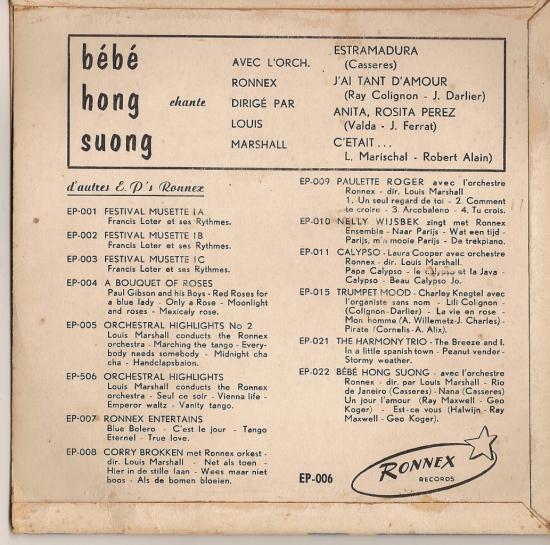 bébé
hong
suong
chante
AVEC L'ORCH.
RONNEX
DIRIGÉ PAR
LOUIS
MARSHALL
ESTRAMADURA
(Casseres)
J'AI TANT D'AMOUR
(Ray Colignon - J. Darlier)
ANITA, ROSITA PEREZ
(Valda - J. Ferrat)
C'ETAIT...
L. Marischal - Robert Alain)
d'autres E.P's Ronnex
EP-001 FESTIVAL MUSETTE 1A
Francis Loter et ses Rythmes.
EP-002 FESTIVAL MUSETTE 1B
Francis Loter et ses Rythmes.
EP-003 FESTIVAL MUSETTE 1C
Francis Loter et ses Rythmes.
EP-004 A BOUQUET OF ROSES
Paul Gibson and his Boys - Red Roses for
a blue lady - Only a Rose - Moonlight
and roses - Mexicaly rose.
EP-005 ORCHESTRAL HIGHLIGHTS No 2
Louis Marshall conducts the Ronnex
orchestra - Marching the tango - Every-
body needs somebody - Midnight cha
cha - Handclapsbaion.
EP-506 ORCHESTRAL HIGHLIGHTS
Louis Marshall conducts the Ronnex
orchestra - Seul ce soir - Vienna life -
Emperor waltz - Vanity tango.
EP-007 RONNEX ENTERTAINS
Blue Bolero - C'est le jour - Tango
Eternel - True love.
EP-008 CORRY BROKKEN met Ronnex orkest -
dir. Louis Marshall - Net als toen -
Hier in de stille laan - Wees maar niet
boos - Als de bomen bloeien.
EP-009 PAULETTE ROGER avec l'orchestre
Ronnex - dir. Louis Marshall
1. Un seul regard de toi - 2. Comment
te croire - 3. Arcobaleno - 4. Tu crois.
EP-010 NELLY WIJSBEK zingt met Ronnex
Ensemble - Naar Parijs - Wat een tijd -
Parijs, m'n mooie Parijs - De trekpiano.
EP-011 CALYPSO - Laura Cooper avec orchestre
Ronnex - dir. Louis Marshall.
Papa Calypso - le calypso et la Java -
Calypso - Beau Calypso Jo.
EP-015 TRUMPET MOOD - Charley Knegtel avec
l'organiste sans nom - Lili Colignon -
(Colignon-Darlier) - La vie en rose -
Mon homme (A. Willemetz-J. Charles) -
Pirate (Cornelis-A. Alix).
EP-021 THE HARMONY TRIO - The Breeze and I.
In a little spanish town - Peanut vender -
Stormy weather.
EP-022 BÉBÉ HONG SUONG - avec l'orchestre
Ronnex - dir. par Louis Marshall - Rio
de Janeiro (Casseres) - Nana (Casseres)
Un jour l'amour (Ray Maxwell - Geo
Koger) - Est-ce vous (Halwijn - Ray
Maxwell - Geo Koger).
EP-006
RONNEX
RECORDS